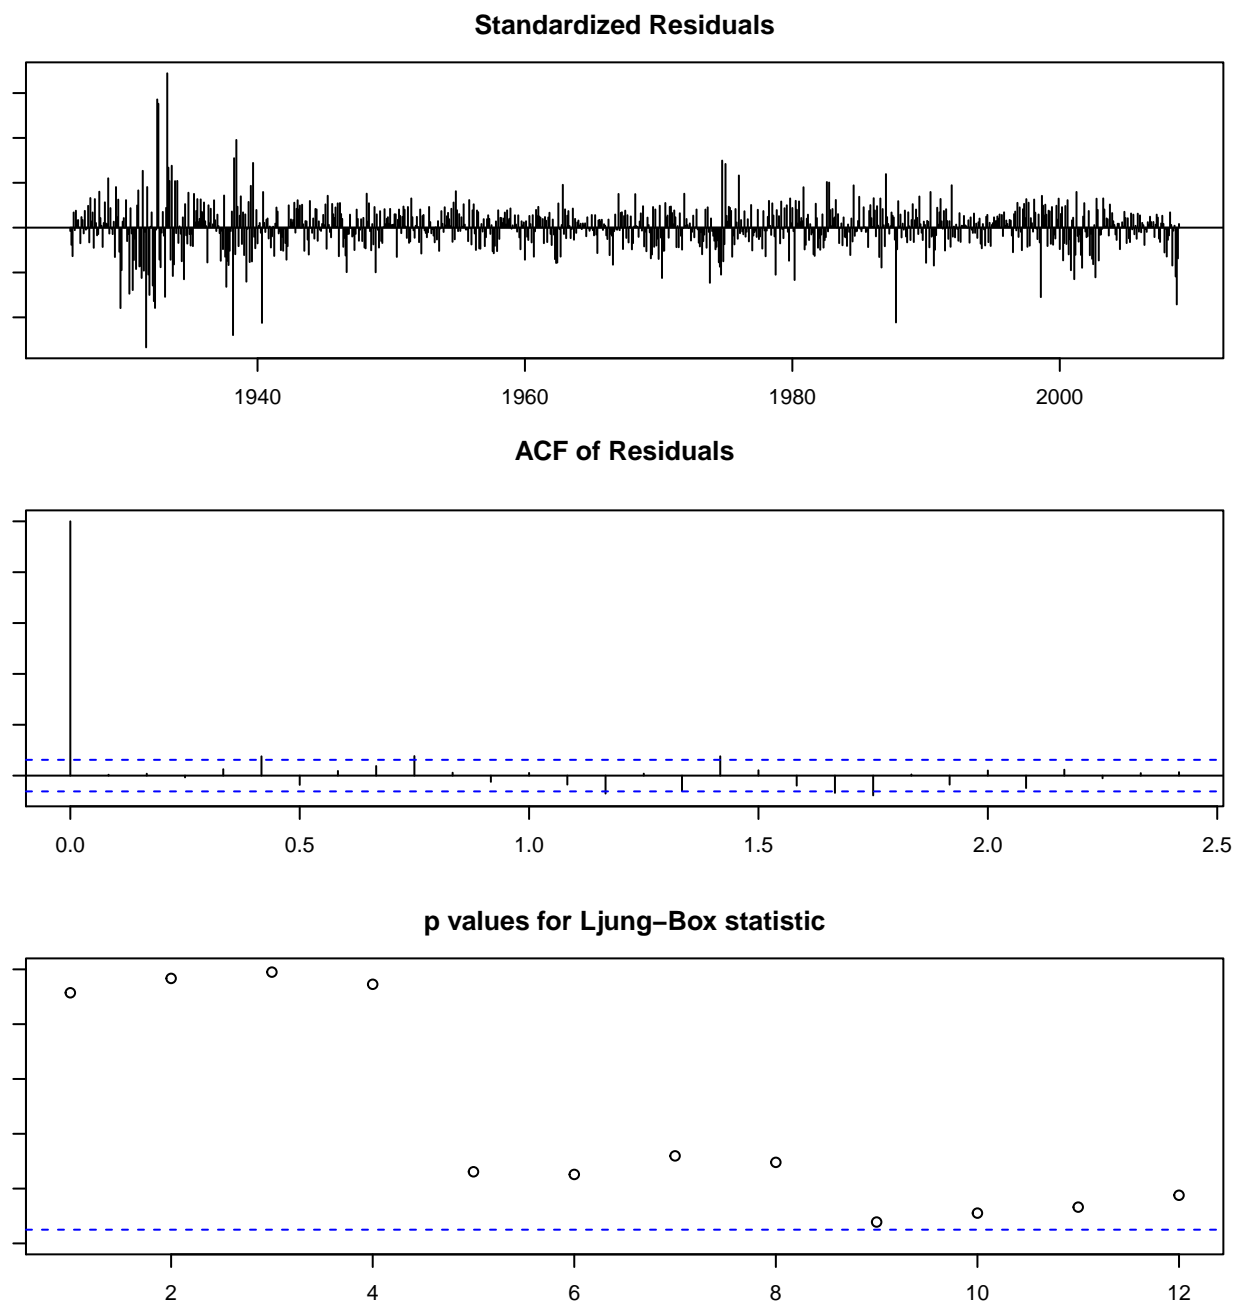 Standardized Residuals
1940 1960 1980 2000
ACF of Residuals
0.0 0.5 1.0 1.5 2.0 2.5
p values for Ljung−Box statistic
2 4 6 8 10 12